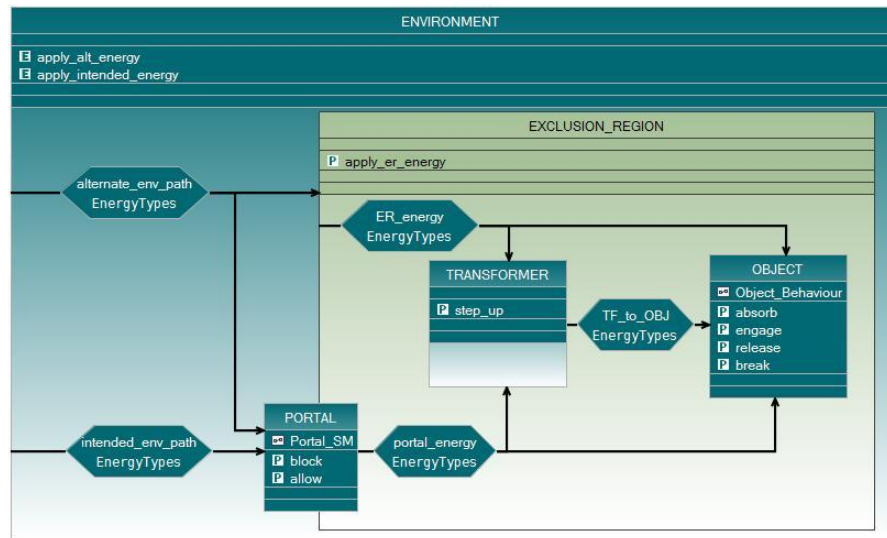 ENVIRONMENT
E apply_alt_energy
E apply_intended_energy
EXCLUSION_REGION
P apply_er_energy
alternate_env_path
EnergyTypes
ER_energy
EnergyTypes
TRANSFORMER
P step_up
TF_to_OBJ
EnergyTypes
OBJECT
Object_Behaviour
P absorb
P engage
P release
P break
intended_env_path
EnergyTypes
PORTAL
Portal_SM
P block
P allow
portal_energy
EnergyTypes